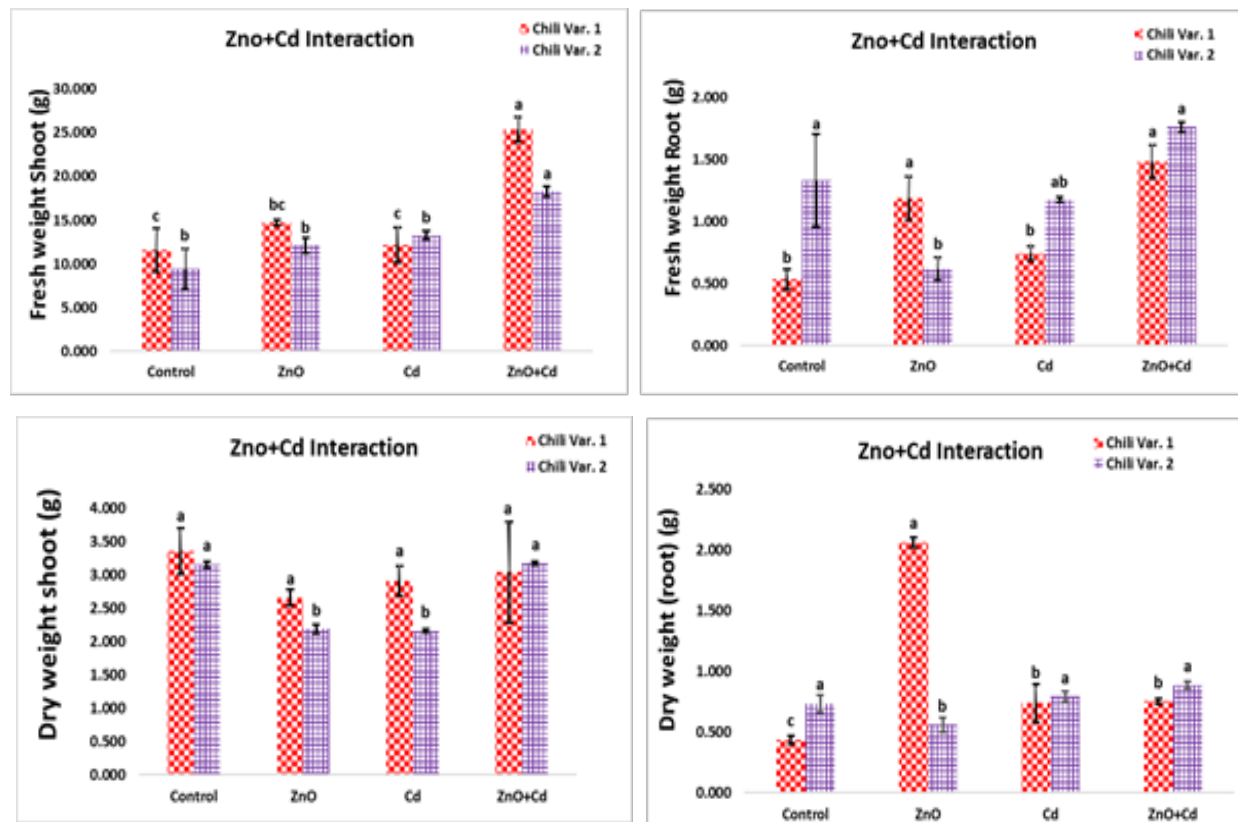 Zno+Cd Interaction
Chili Var. 1
Chili Var. 2
Fresh weight Shoot (g)
30.000
25.000
20.000
15.000
10.000
5.000
0.000
c b bc b c b a a
Control ZnO Cd ZnO+Cd
Zno+Cd Interaction
Chili Var. 1
Chili Var. 2
Fresh weight Root (g)
2.000
1.500
1.000
0.500
0.000
b a a b b ab a a
Control ZnO Cd ZnO+Cd
Zno+Cd Interaction
Chili Var. 1
Chili Var. 2
Dry weight shoot (g)
4.000
3.500
3.000
2.500
2.000
1.500
1.000
0.500
0.000
a a a b a b a a
Control ZnO Cd ZnO+Cd
Zno+Cd Interaction
Chili Var. 1
Chili Var. 2
Dry weight (root) (g)
2.500
2.000
1.500
1.000
0.500
0.000
c a a b b a b a
Control ZnO Cd ZnO+Cd